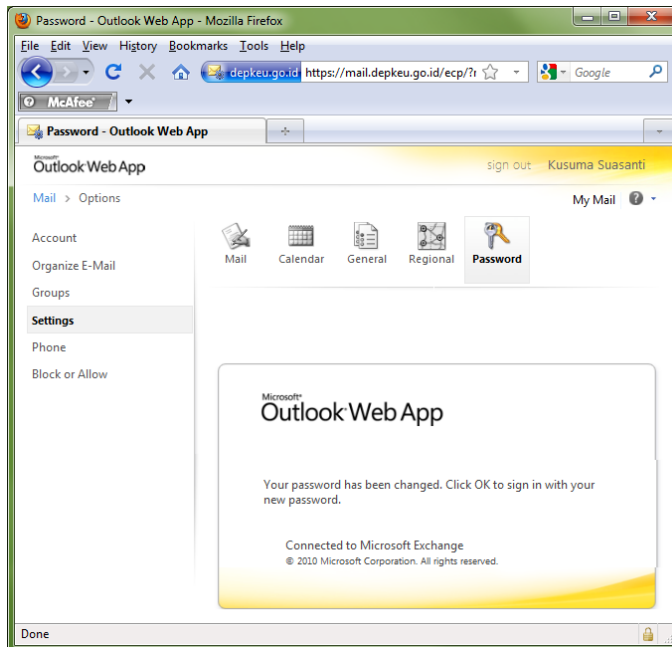 Password - Outlook Web App - Mozilla Firefox
File Edit View History Bookmarks Tools Help
depkeu.go.id https://mail.depkeu.go.id/ecp/?r Google
McAfee
Password - Outlook Web App
Microsoft
Outlook Web App sign out Kusuma Suasanti
Mail > Options My Mail
Account
Organize E-Mail
Groups
Settings
Phone
Block or Allow
Mail Calendar General Regional Password
Microsoft
Outlook Web App
Your password has been changed. Click OK to sign in with your
new password.
Connected to Microsoft Exchange
© 2010 Microsoft Corporation. All rights reserved.
Done